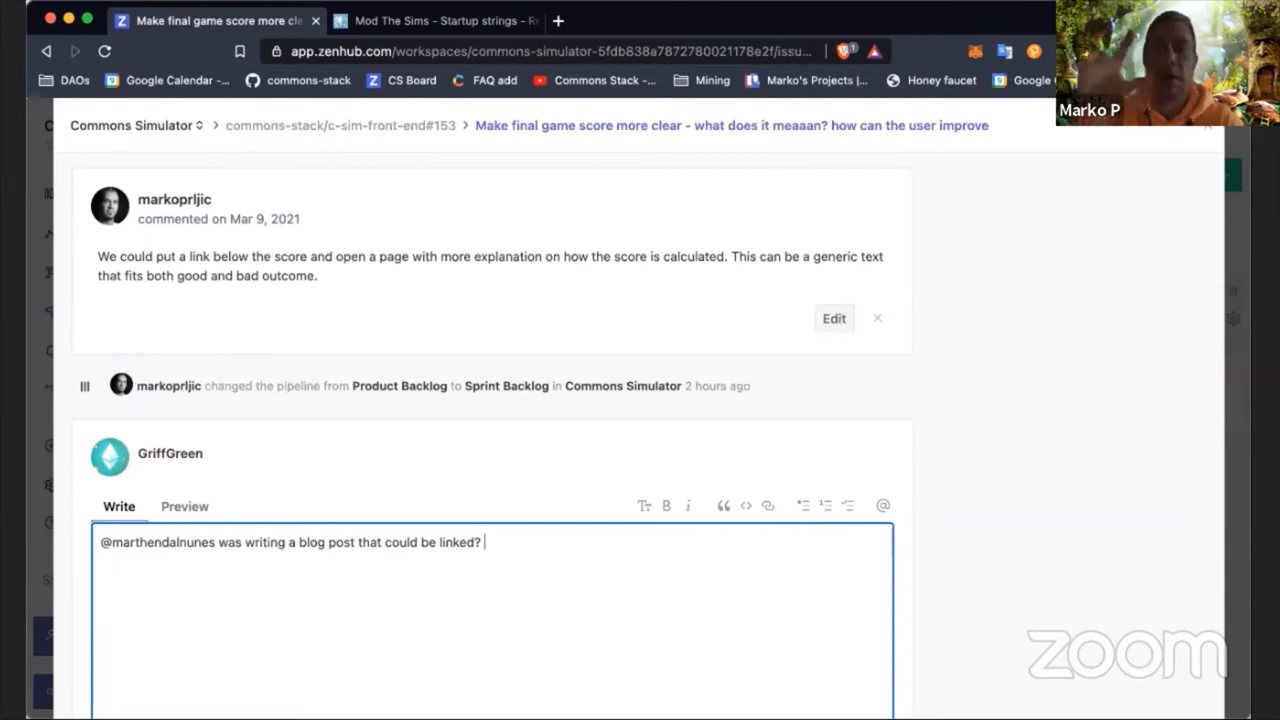 Make final game score more cle
Mod The Sims - Startup strings - R
app.zenhub.com/workspaces/commons-simulator-5fdb838a7872780021178e2f/issu...
1
DAOs
Google Calendar -...
commons-stack
CS Board
FAQ add
Commons Stack -...
Mining
Marko's Projects |...
Honey faucet
Google
Marko P
Commons Simulator
commons-stack/c-sim-front-end#153
Make final game score more clear - what does it meaaan? how can the user improve
markoprljic
commented on Mar 9, 2021
We could put a link below the score and open a page with more explanation on how the score is calculated. This can be a generic text
that fits both good and bad outcome.
Edit
markoprljic changed the pipeline from Product Backlog to Sprint Backlog in Commons Simulator 2 hours ago
GriffGreen
Write
Preview
@marthendalnunes was writing a blog post that could be linked?
zoom